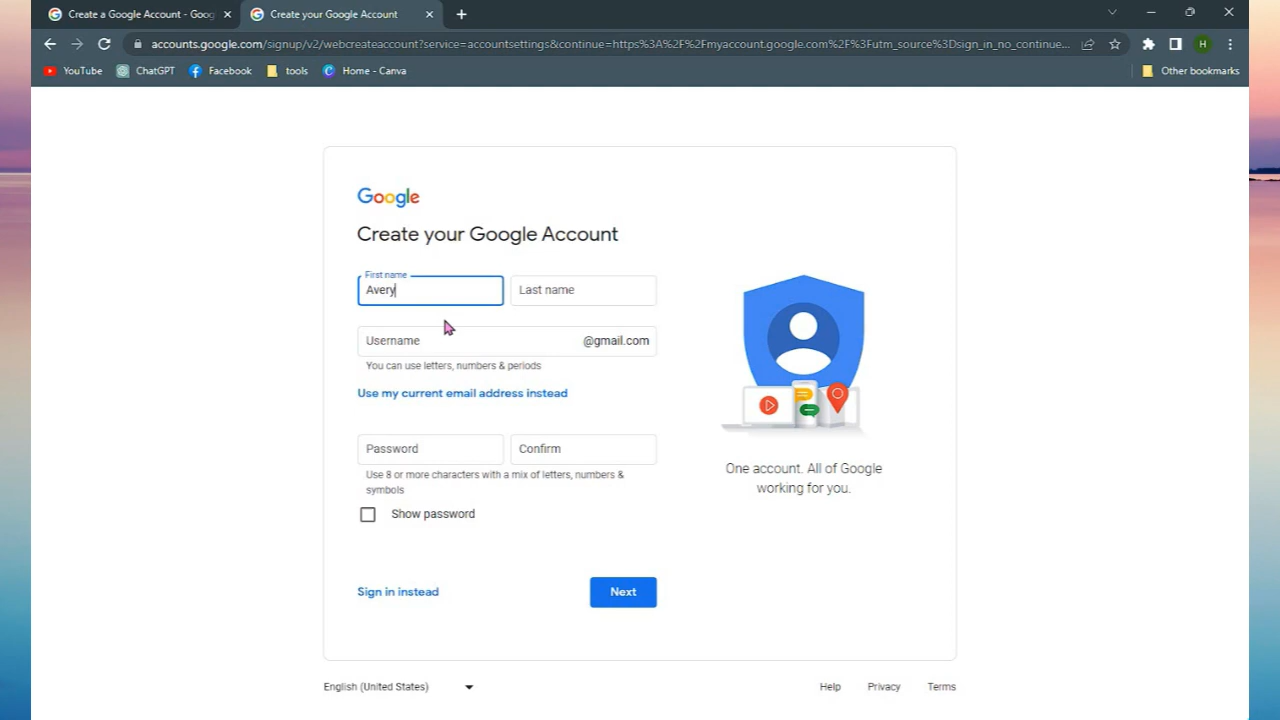 Create a Google Account - Goog
Create your Google Account
accounts.google.com/signup/v2/webcreateaccount?service=accountsettings&continue=https%3A%2F%2Fmyaccount.google.com%2F%3Futm_source%3Dsign_in_no_continue...
H
YouTube
ChatGPT
Facebook
tools
Home - Canva
Other bookmarks
Google
Create your Google Account
First name
Avery
Last name
Username
@gmail.com
You can use letters, numbers & periods
Use my current email address instead
Password
Confirm
Use 8 or more characters with a mix of letters, numbers &
symbols
Show password
One account. All of Google
working for you.
Sign in instead
Next
English (United States)
Help
Privacy
Terms